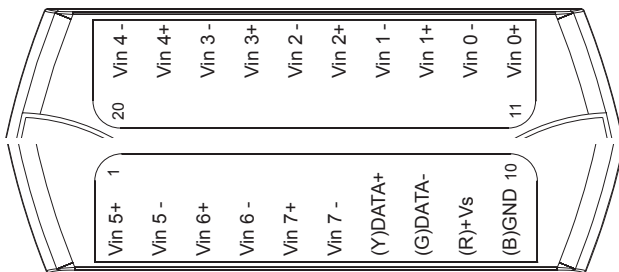 Vin 4 -
Vin 4+
Vin 3 -
Vin 3+
Vin 2 -
Vin 2+
Vin 1 -
Vin 1+
Vin 0 -
Vin 0+
20
11
1
10
Vin 5+
Vin 5 -
Vin 6+
Vin 6 -
Vin 7+
Vin 7 -
(Y)DATA+
(G)DATA-
(R)+Vs
(B)GND